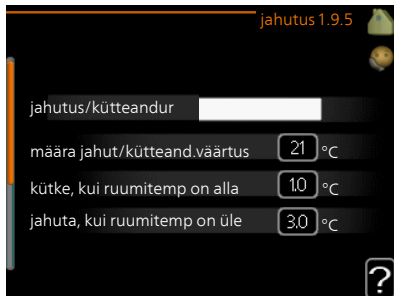 jahutus 1.9.5
jahutus/kütteandur
määra jahut/kütteand.väärtus 21 °C
kütke, kui ruumitemp on alla 1.0 °C
jahuta, kui ruumitemp on üle 3.0 °C
?